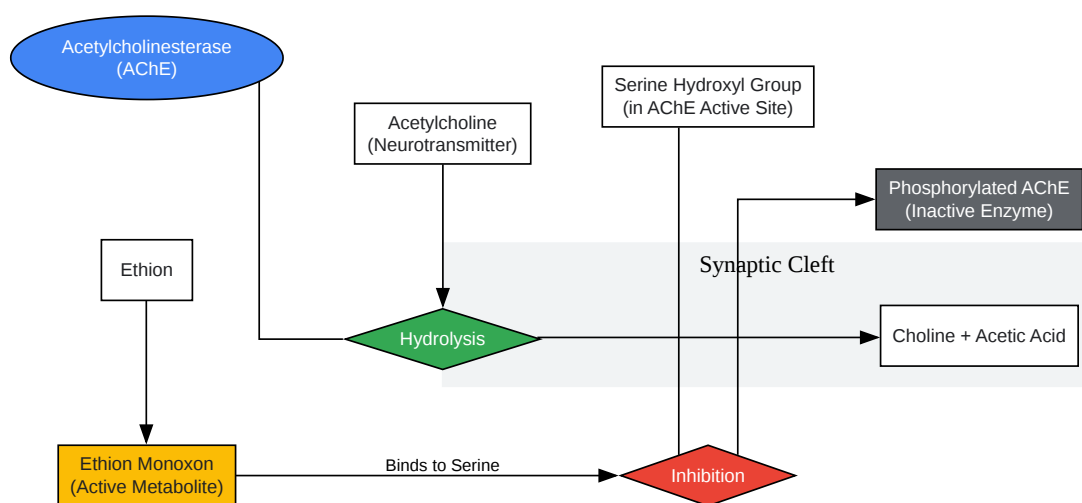 Acetylcholinesterase
(AChE)
Serine Hydroxyl Group
(in AChE Active Site)
Acetylcholine
(Neurotransmitter)
Phosphorylated AChE
(Inactive Enzyme)
Synaptic Cleft
Ethion
Hydrolysis
Choline + Acetic Acid
Ethion Monoxon
(Active Metabolite)
Binds to Serine
Inhibition